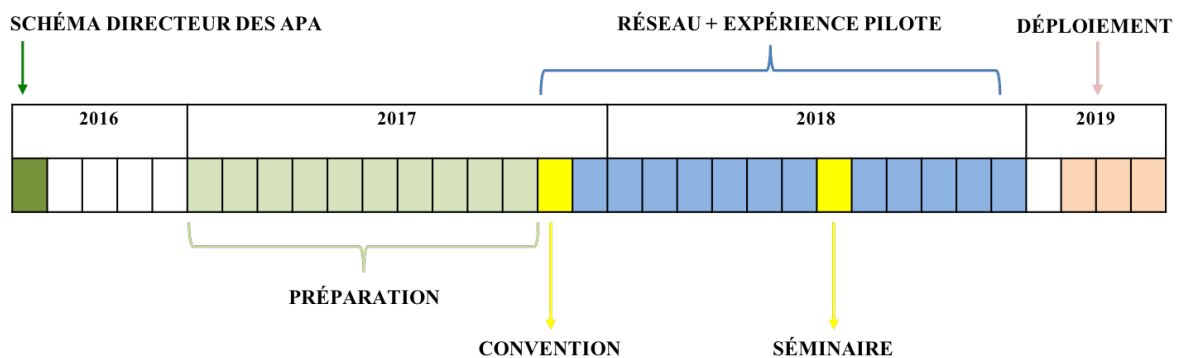 SCHÉMA DIRECTEUR DES APA
RÉSEAU + EXPÉRIENCE PILOTE
DÉPLOIEMENT
2016
2017
2018
2019
PRÉPARATION
CONVENTION
SÉMINAIRE